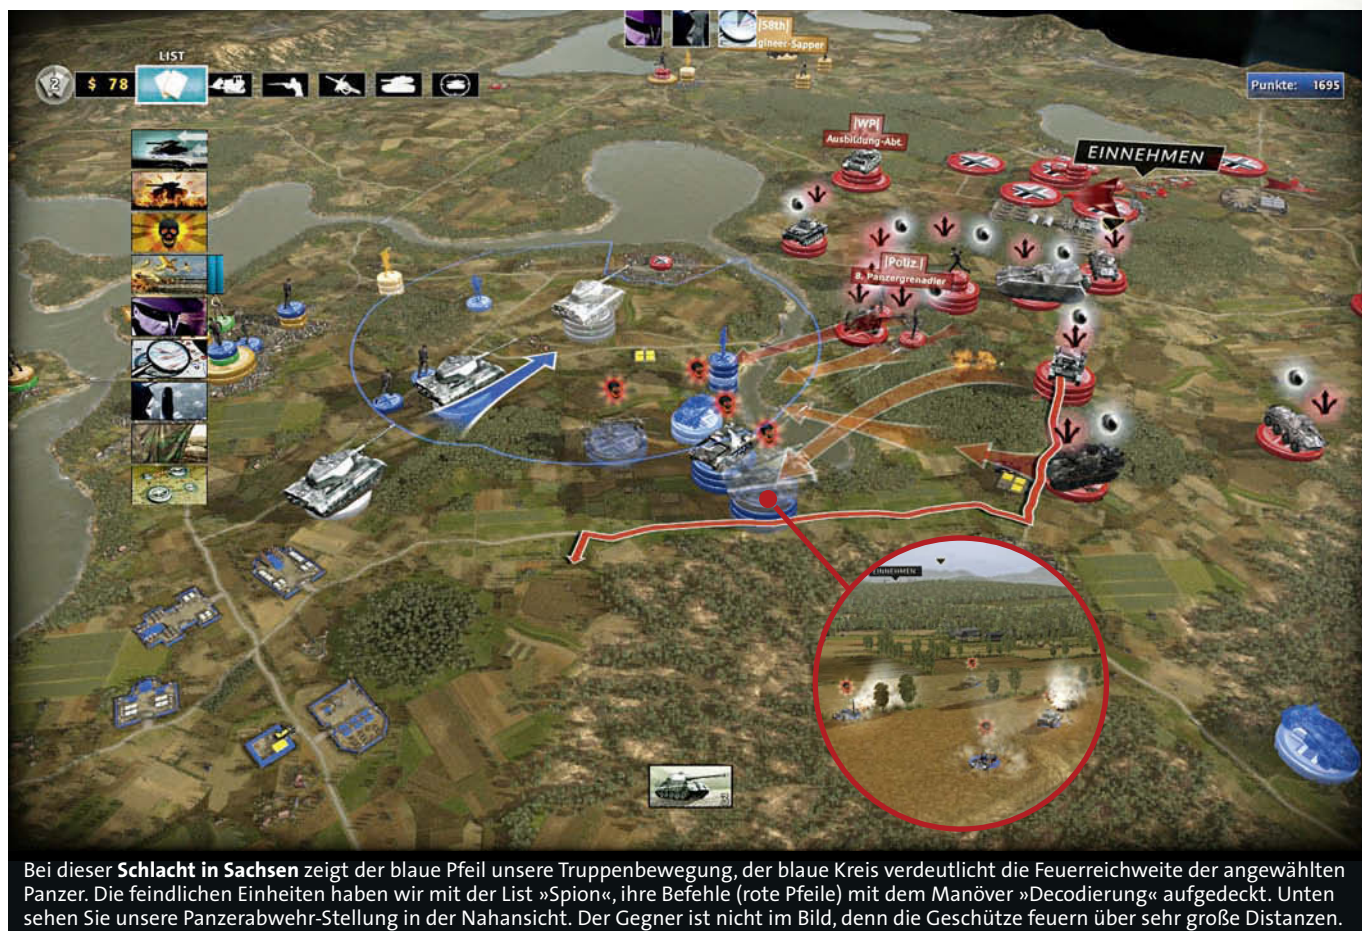 |58th|
gineer-Sapper
LIST
2
$ 78
Punkte: 1695
|WP|
Ausbildung-Abt.
EINNEHMEN
|Poliz.|
8. Panzergrenadier
EINNEHMEN
Bei dieser Schlacht in Sachsen zeigt der blaue Pfeil unsere Truppenbewegung, der blaue Kreis verdeutlicht die Feuerreichweite der angewählten
Panzer. Die feindlichen Einheiten haben wir mit der List »Spion«, ihre Befehle (rote Pfeile) mit dem Manöver »Decodierung« aufgedeckt. Unten
sehen Sie unsere Panzerabwehr-Stellung in der Nahansicht. Der Gegner ist nicht im Bild, denn die Geschütze feuern über sehr große Distanzen.